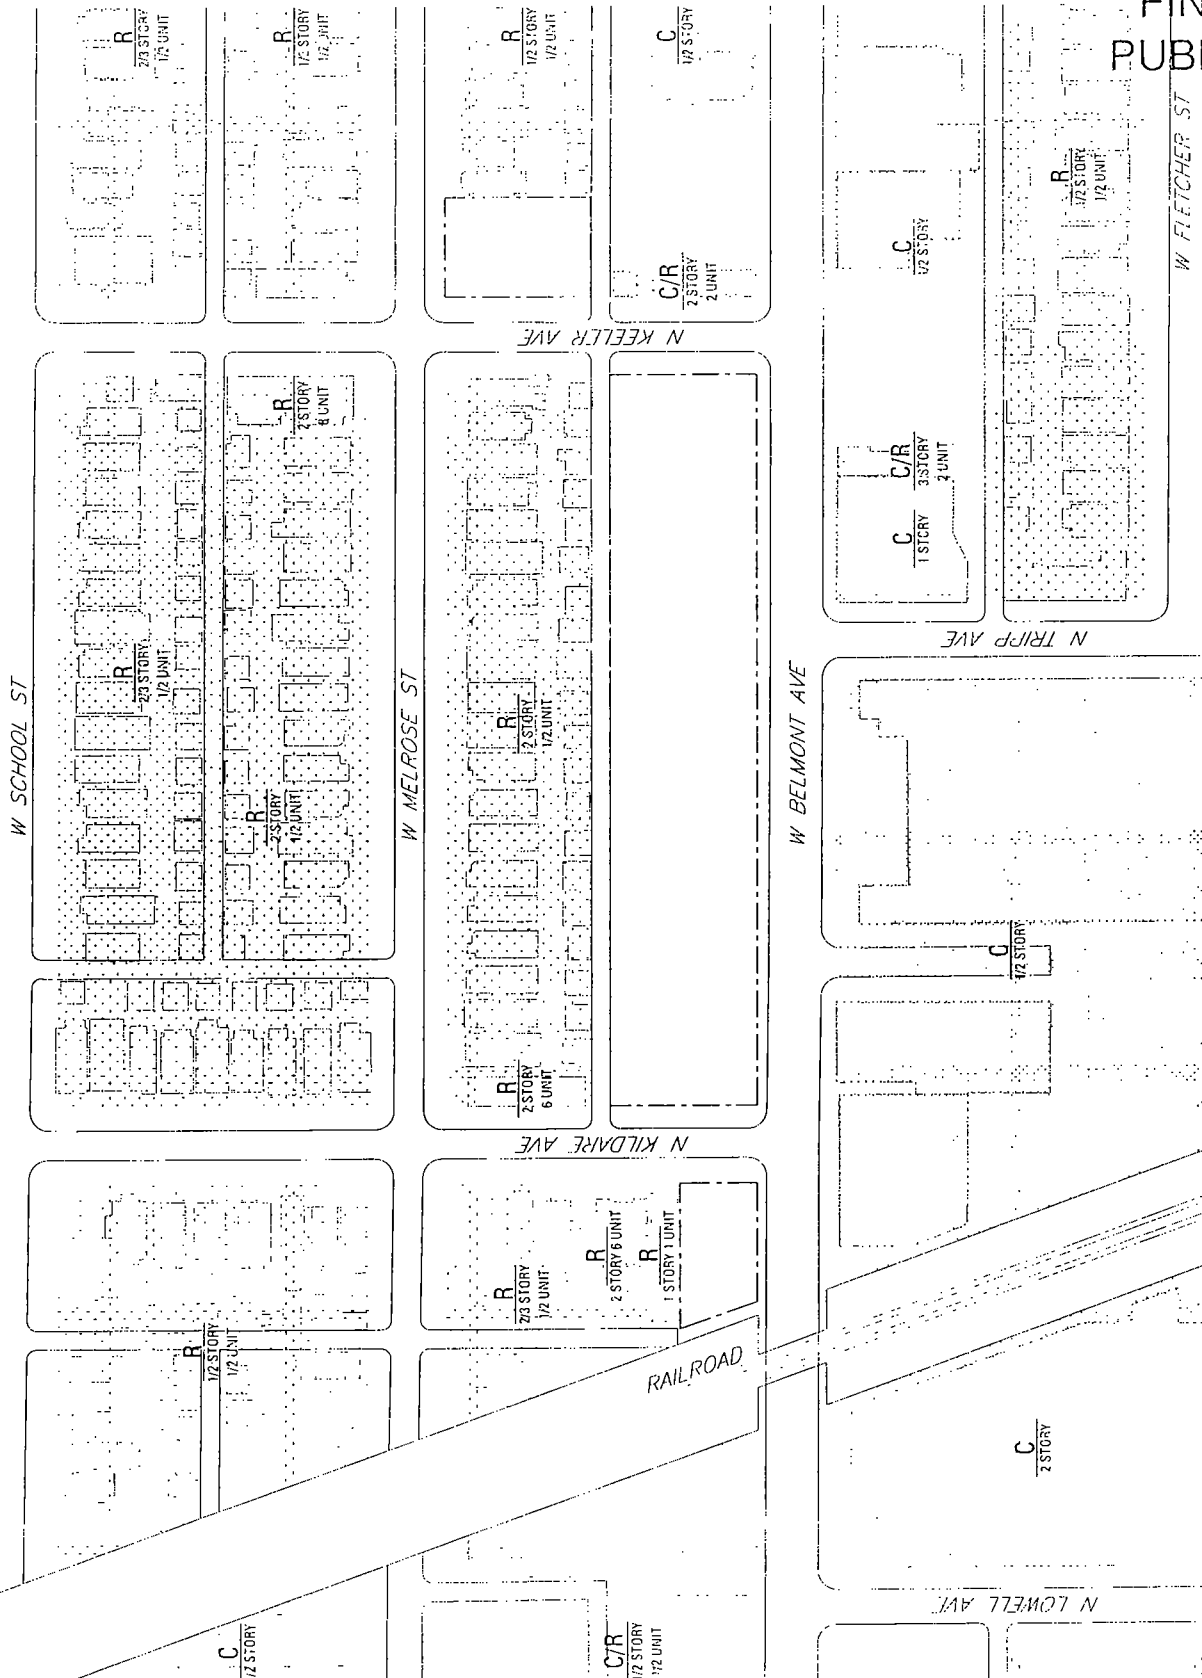 FIN
PUB
R
2/3 STORY
1/2 UNIT
R
1/2 STORY
1/2 UNIT
R
1/2 STORY
1/2 UNIT
C
1/2 STORY
W FLETCHER ST
R
1/2 STORY
1/2 UNIT
C
1/2 STORY
C/R
2 STORY
2 UNIT
N KEELER AVE
R
2 STORY
8 UNIT
C/R
3 STORY
2 UNIT
C
1 STORY
N TRIPP AVE
W SCHOOL ST
R
2/3 STORY
1/2 UNIT
W MELROSE ST
R
2 STORY
1/2 UNIT
W BELMONT AVE
R
2 STORY
1/2 UNIT
C
1/2 STORY
R
2 STORY
6 UNIT
N KILDARE AVE
R
2 STORY 6 UNIT
R
1 STORY 1 UNIT
R
2/3 STORY
1/2 UNIT
R
1/2 STORY
1/2 UNIT
RAILROAD
C
2 STORY
N LOWELL AVE
C
1/2 STORY
C/R
1/2 STORY
1/2 UNIT